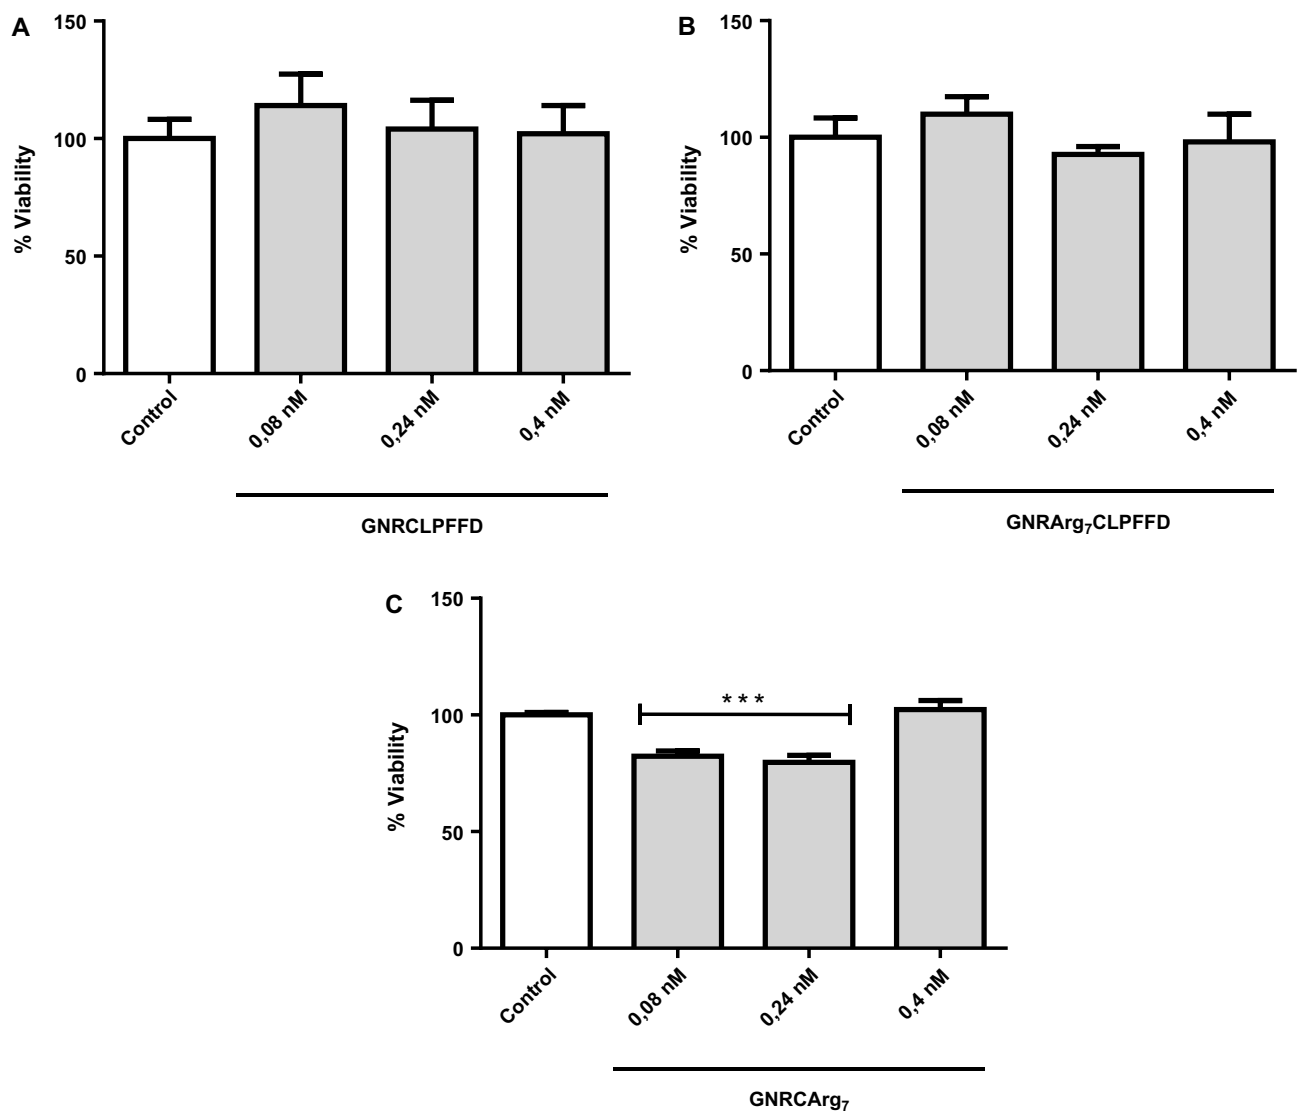 A
150
100
50
0
% Viability
Control
0,08 nM
0,24 nM
0,4 nM
GNRCLPFFD
B
150
100
50
0
% Viability
Control
0,08 nM
0,24 nM
0,4 nM
GNRArg₇CLPFFD
C
150
100
50
0
% Viability
***
Control
0,08 nM
0,24 nM
0,4 nM
GNRCArg₇